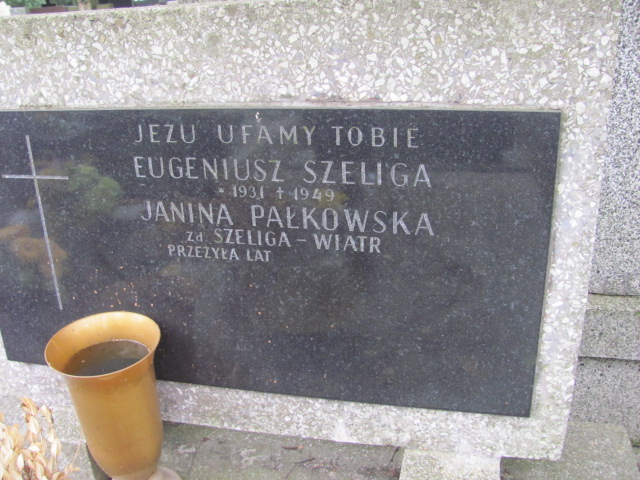 JEZU UFAMY TOBIE
EUGENIUSZ SZELIGA
* 1931 + 1949
JANINA PAŁKOWSKA
zd. SZELIGA - WIATR
PRZEŻYŁA LAT